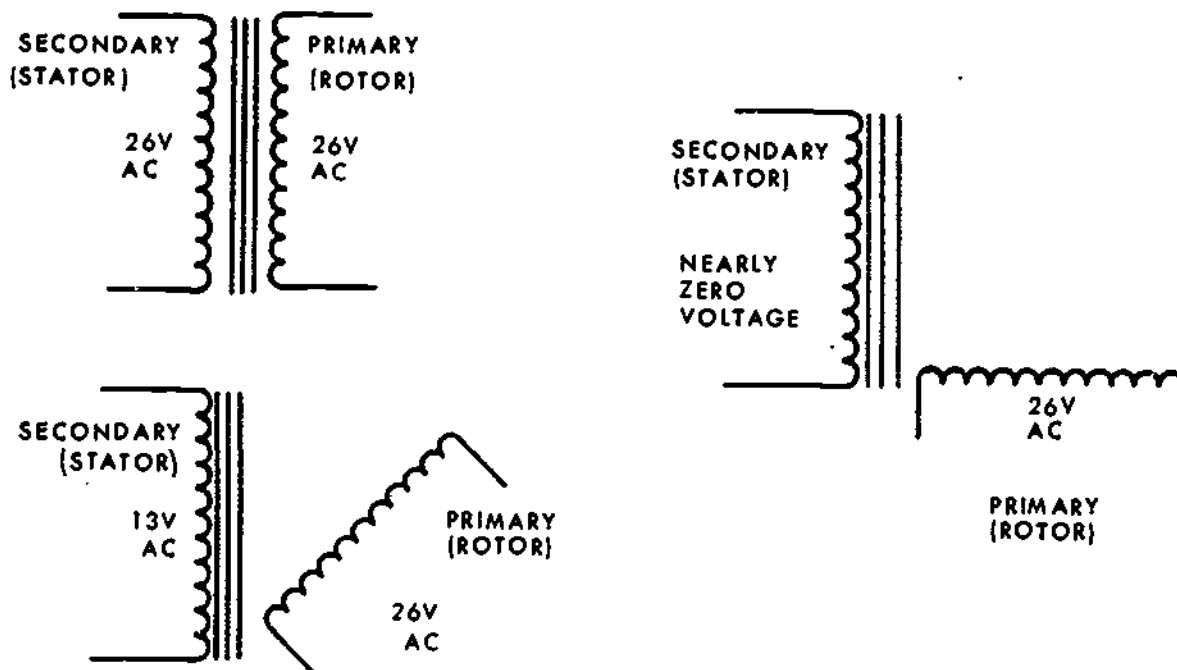 SECONDARY
(STATOR)
26V
AC
PRIMARY
(ROTOR)
26V
AC
SECONDARY
(STATOR)
NEARLY
ZERO
VOLTAGE
26V
AC
PRIMARY
(ROTOR)
SECONDARY
(STATOR)
13V
AC
PRIMARY
(ROTOR)
26V
AC